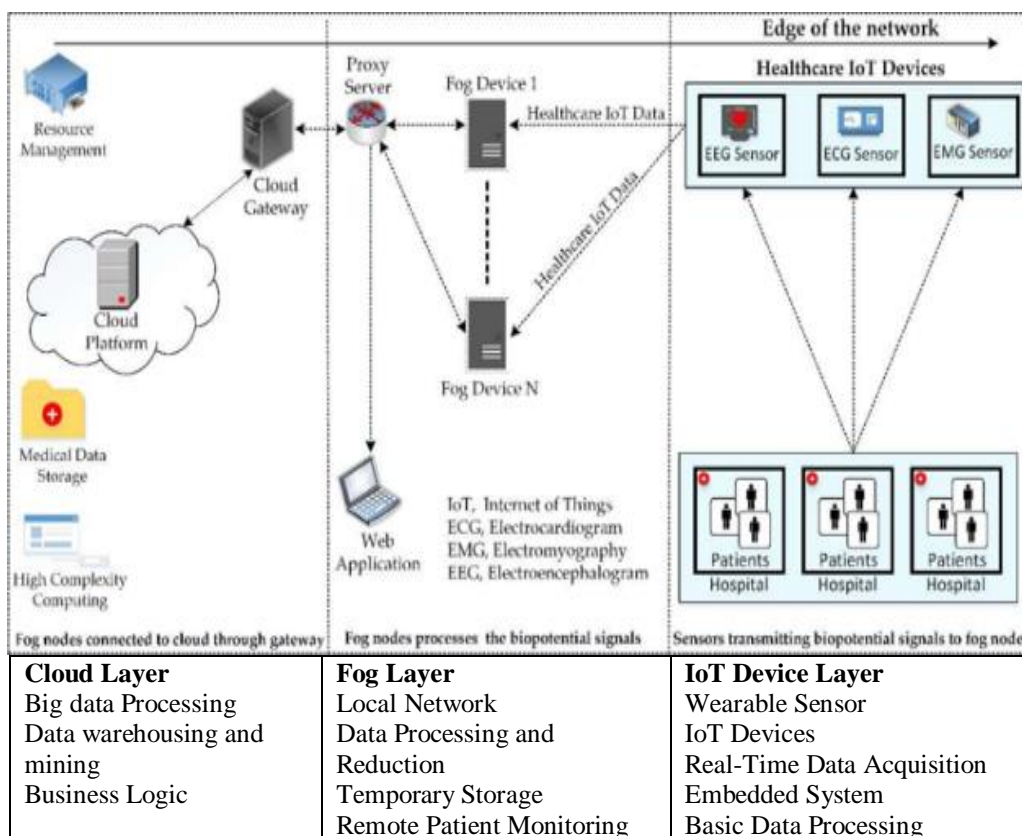 Edge of the network
Resource
Management
Cloud
Gateway
Cloud
Platform
Medical Data
Storage
High Complexity
Computing
Fog nodes connected to cloud through gateway
Proxy
Server
Fog Device 1
Healthcare IoT Data
Healthcare IoT Data
Fog Device N
Web
Application
IoT, Internet of Things
ECG, Electrocardiogram
EMG, Electromyography
EEG, Electroencephalogram
Fog nodes processes the biopotential signals
Healthcare IoT Devices
EEG Sensor
ECG Sensor
EMG Sensor
Patients
Hospital
Patients
Hospital
Patients
Hospital
Sensors transmitting biopotential signals to fog node
Cloud Layer
Big data Processing
Data warehousing and
mining
Business Logic
Fog Layer
Local Network
Data Processing and
Reduction
Temporary Storage
Remote Patient Monitoring
IoT Device Layer
Wearable Sensor
IoT Devices
Real-Time Data Acquisition
Embedded System
Basic Data Processing